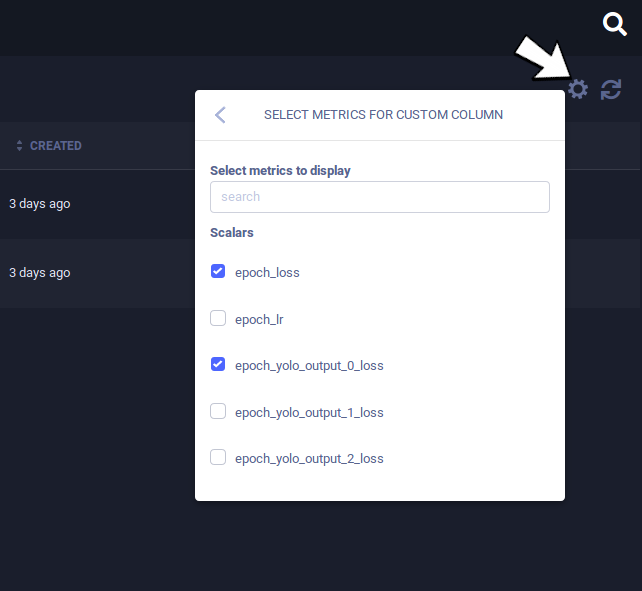 SELECT METRICS FOR CUSTOM COLUMN
CREATED
Select metrics to display
search
3 days ago
Scalars
3 days ago
epoch_loss
epoch_lr
epoch_yolo_output_0_loss
epoch_yolo_output_1_loss
epoch_yolo_output_2_loss